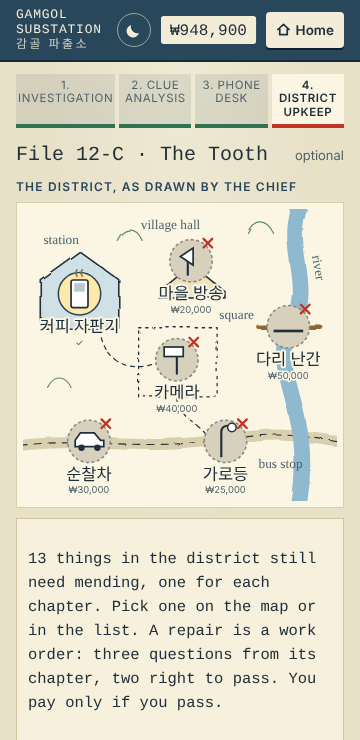 GAMGOL
SUBSTATION
감골 파출소
₩948,900
Home
1.
INVESTIGATION
2. CLUE
ANALYSIS
3. PHONE
DESK
4.
DISTRICT
UPKEEP
File 12-C · The Tooth
optional
THE DISTRICT, AS DRAWN BY THE CHIEF
village hall
station
river
마을 방송
₩20,000
square
커피 자판기
다리 난간
₩50,000
카메라
₩40,000
bus stop
순찰차
₩30,000
가로등
₩25,000
13 things in the district still
need mending, one for each
chapter. Pick one on the map or
in the list. A repair is a work
order: three questions from its
chapter, two right to pass. You
pay only if you pass.